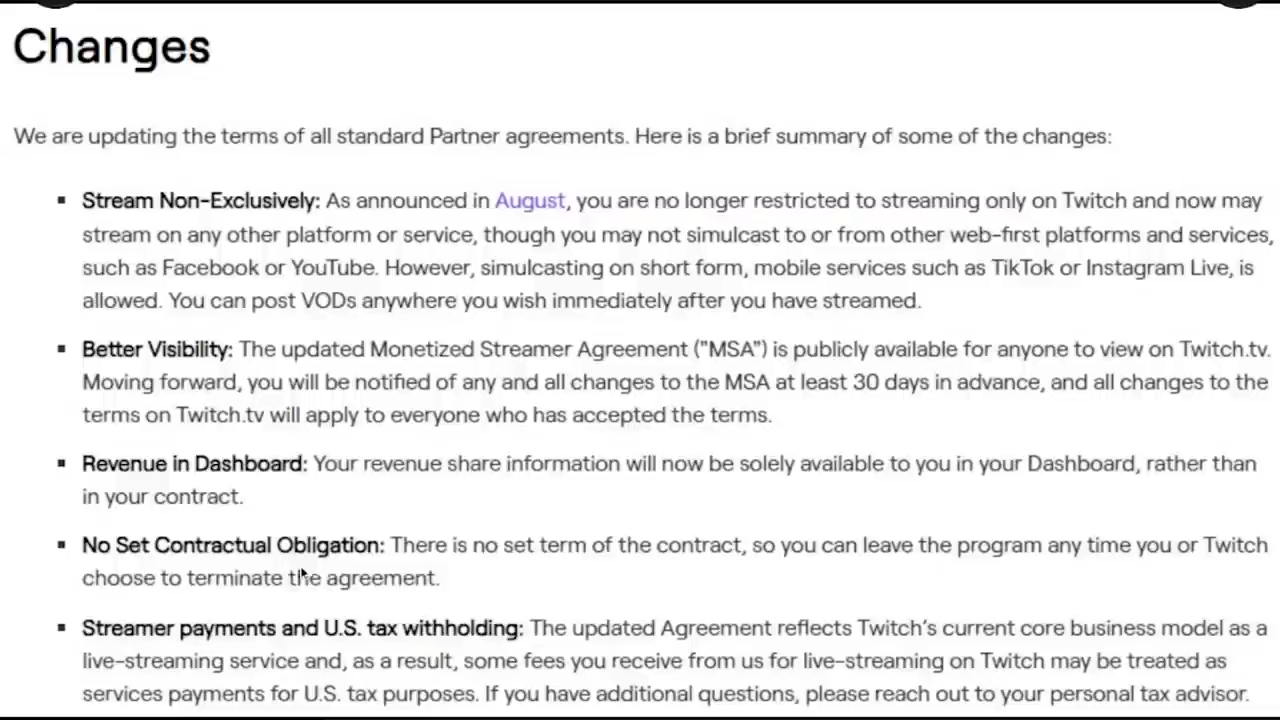 Changes
We are updating the terms of all standard Partner agreements. Here is a brief summary of some of the changes:
▪ Stream Non-Exclusively: As announced in August, you are no longer restricted to streaming only on Twitch and now may
stream on any other platform or service, though you may not simulcast to or from other web-first platforms and services,
such as Facebook or YouTube. However, simulcasting on short form, mobile services such as TikTok or Instagram Live, is
allowed. You can post VODs anywhere you wish immediately after you have streamed.
▪ Better Visibility: The updated Monetized Streamer Agreement ("MSA") is publicly available for anyone to view on Twitch.tv.
Moving forward, you will be notified of any and all changes to the MSA at least 30 days in advance, and all changes to the
terms on Twitch.tv will apply to everyone who has accepted the terms.
▪ Revenue in Dashboard: Your revenue share information will now be solely available to you in your Dashboard, rather than
in your contract.
▪ No Set Contractual Obligation: There is no set term of the contract, so you can leave the program any time you or Twitch
choose to terminate the agreement.
▪ Streamer payments and U.S. tax withholding: The updated Agreement reflects Twitch's current core business model as a
live-streaming service and, as a result, some fees you receive from us for live-streaming on Twitch may be treated as
services payments for U.S. tax purposes. If you have additional questions, please reach out to your personal tax advisor.